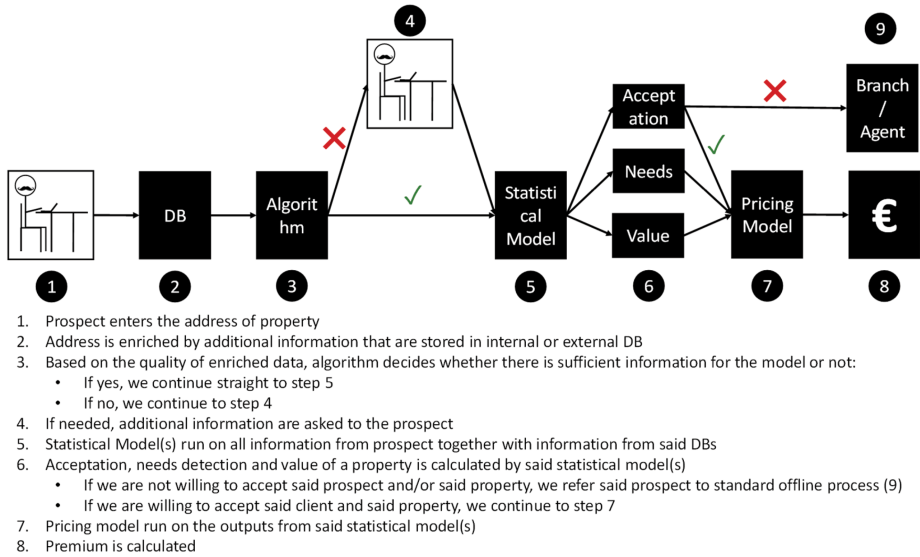 4
9
Accept
ation
Branch
/
Agent
DB
Algorit
hm
Statisti
cal
Model
Needs
Value
Pricing
Model
€
1
2
3
5
6
7
8
1. Prospect enters the address of property
2. Address is enriched by additional information that are stored in internal or external DB
3. Based on the quality of enriched data, algorithm decides whether there is sufficient information for the model or not:
• If yes, we continue straight to step 5
• If no, we continue to step 4
4. If needed, additional information are asked to the prospect
5. Statistical Model(s) run on all information from prospect together with information from said DBs
6. Acceptation, needs detection and value of a property is calculated by said statistical model(s)
• If we are not willing to accept said prospect and/or said property, we refer said prospect to standard offline process (9)
• If we are willing to accept said client and said property, we continue to step 7
7. Pricing model run on the outputs from said statistical model(s)
8. Premium is calculated